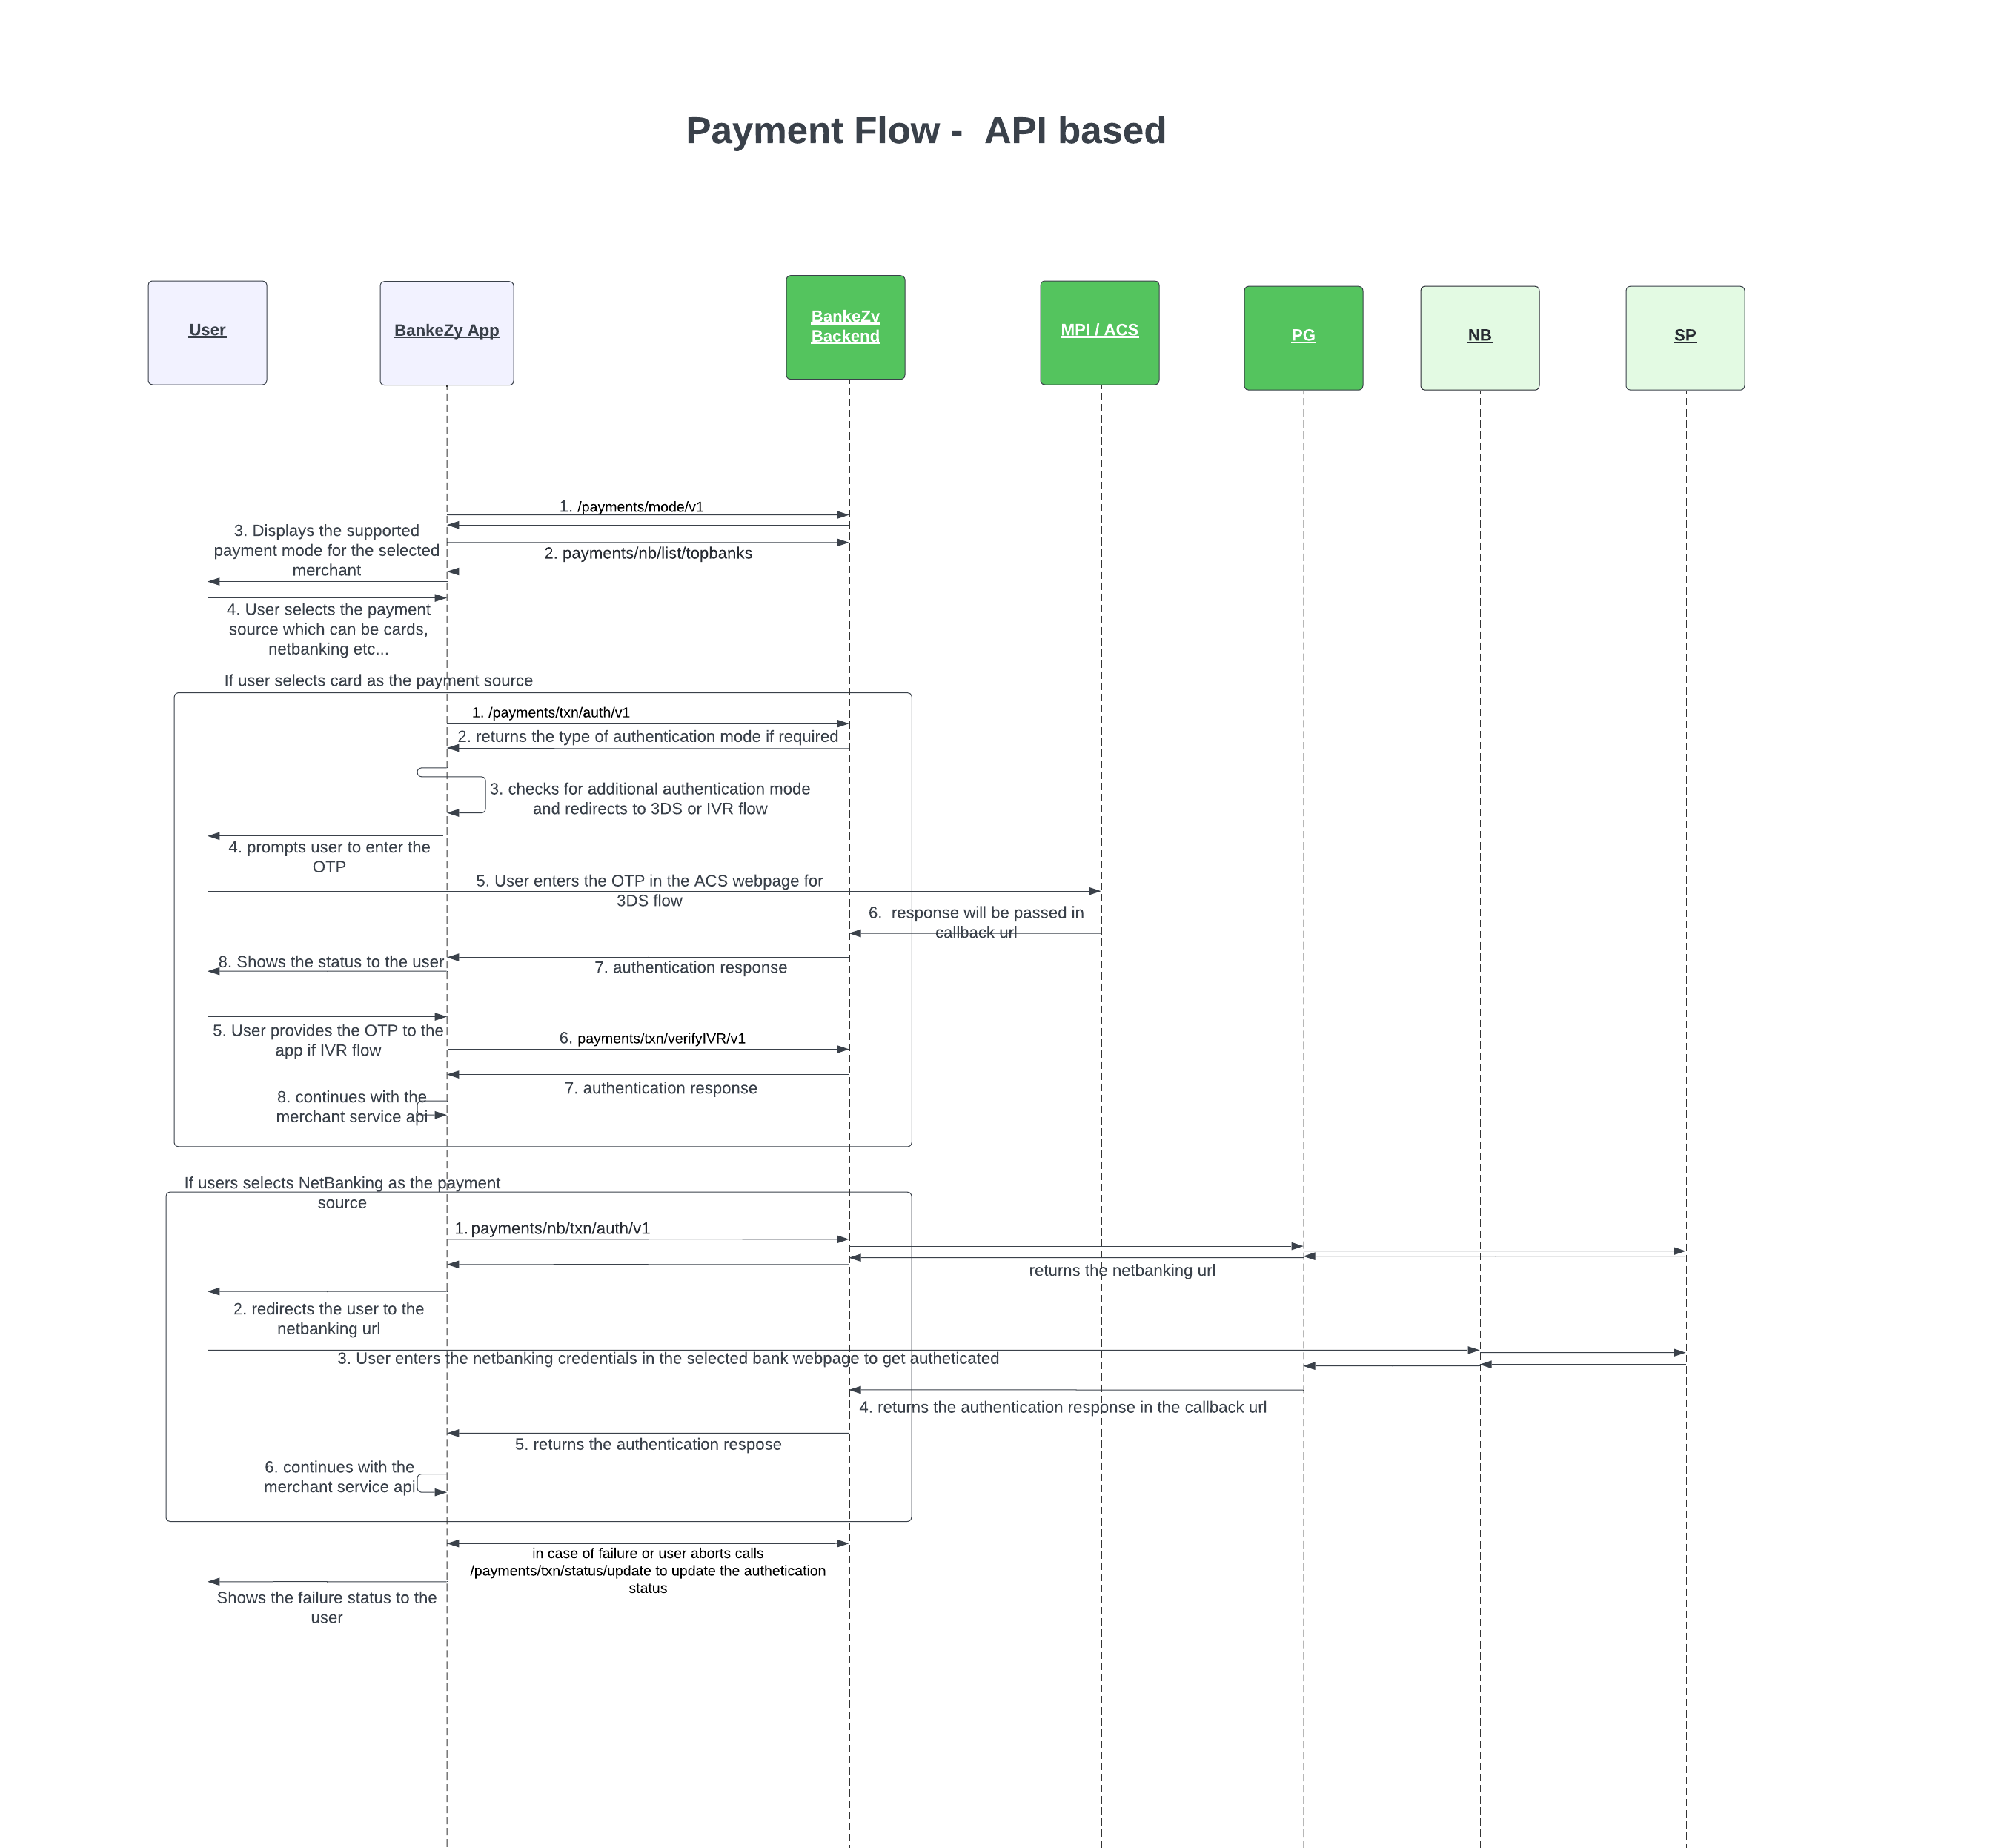 Payment Flow -  API based
User
BankeZy App
BankeZy
Backend
MPI / ACS
PG
NB
SP
1. /payments/mode/v1
2. payments/nb/list/topbanks
3. Displays the supported
payment mode for the selected
merchant
4. User selects the payment
source which can be cards,
netbanking etc...
If user selects card as the payment source
1. /payments/txn/auth/v1
2. returns the type of authentication mode if required
3. checks for additional authentication mode
and redirects to 3DS or IVR flow
4. prompts user to enter the
OTP
5. User enters the OTP in the ACS webpage for
3DS flow
6.  response will be passed in
callback url
7. authentication response
8. Shows the status to the user
5. User provides the OTP to the
app if IVR flow
6. payments/txn/verifyIVR/v1
7. authentication response
8. continues with the
merchant service api
If users selects NetBanking as the payment
source
1. payments/nb/txn/auth/v1
returns the netbanking url
2. redirects the user to the
netbanking url
3. User enters the netbanking credentials in the selected bank webpage to get autheticated
4. returns the authentication response in the callback url
5. returns the authentication respose
6. continues with the
merchant service api
in case of failure or user aborts calls
/payments/txn/status/update to update the authetication
status
Shows the failure status to the
user